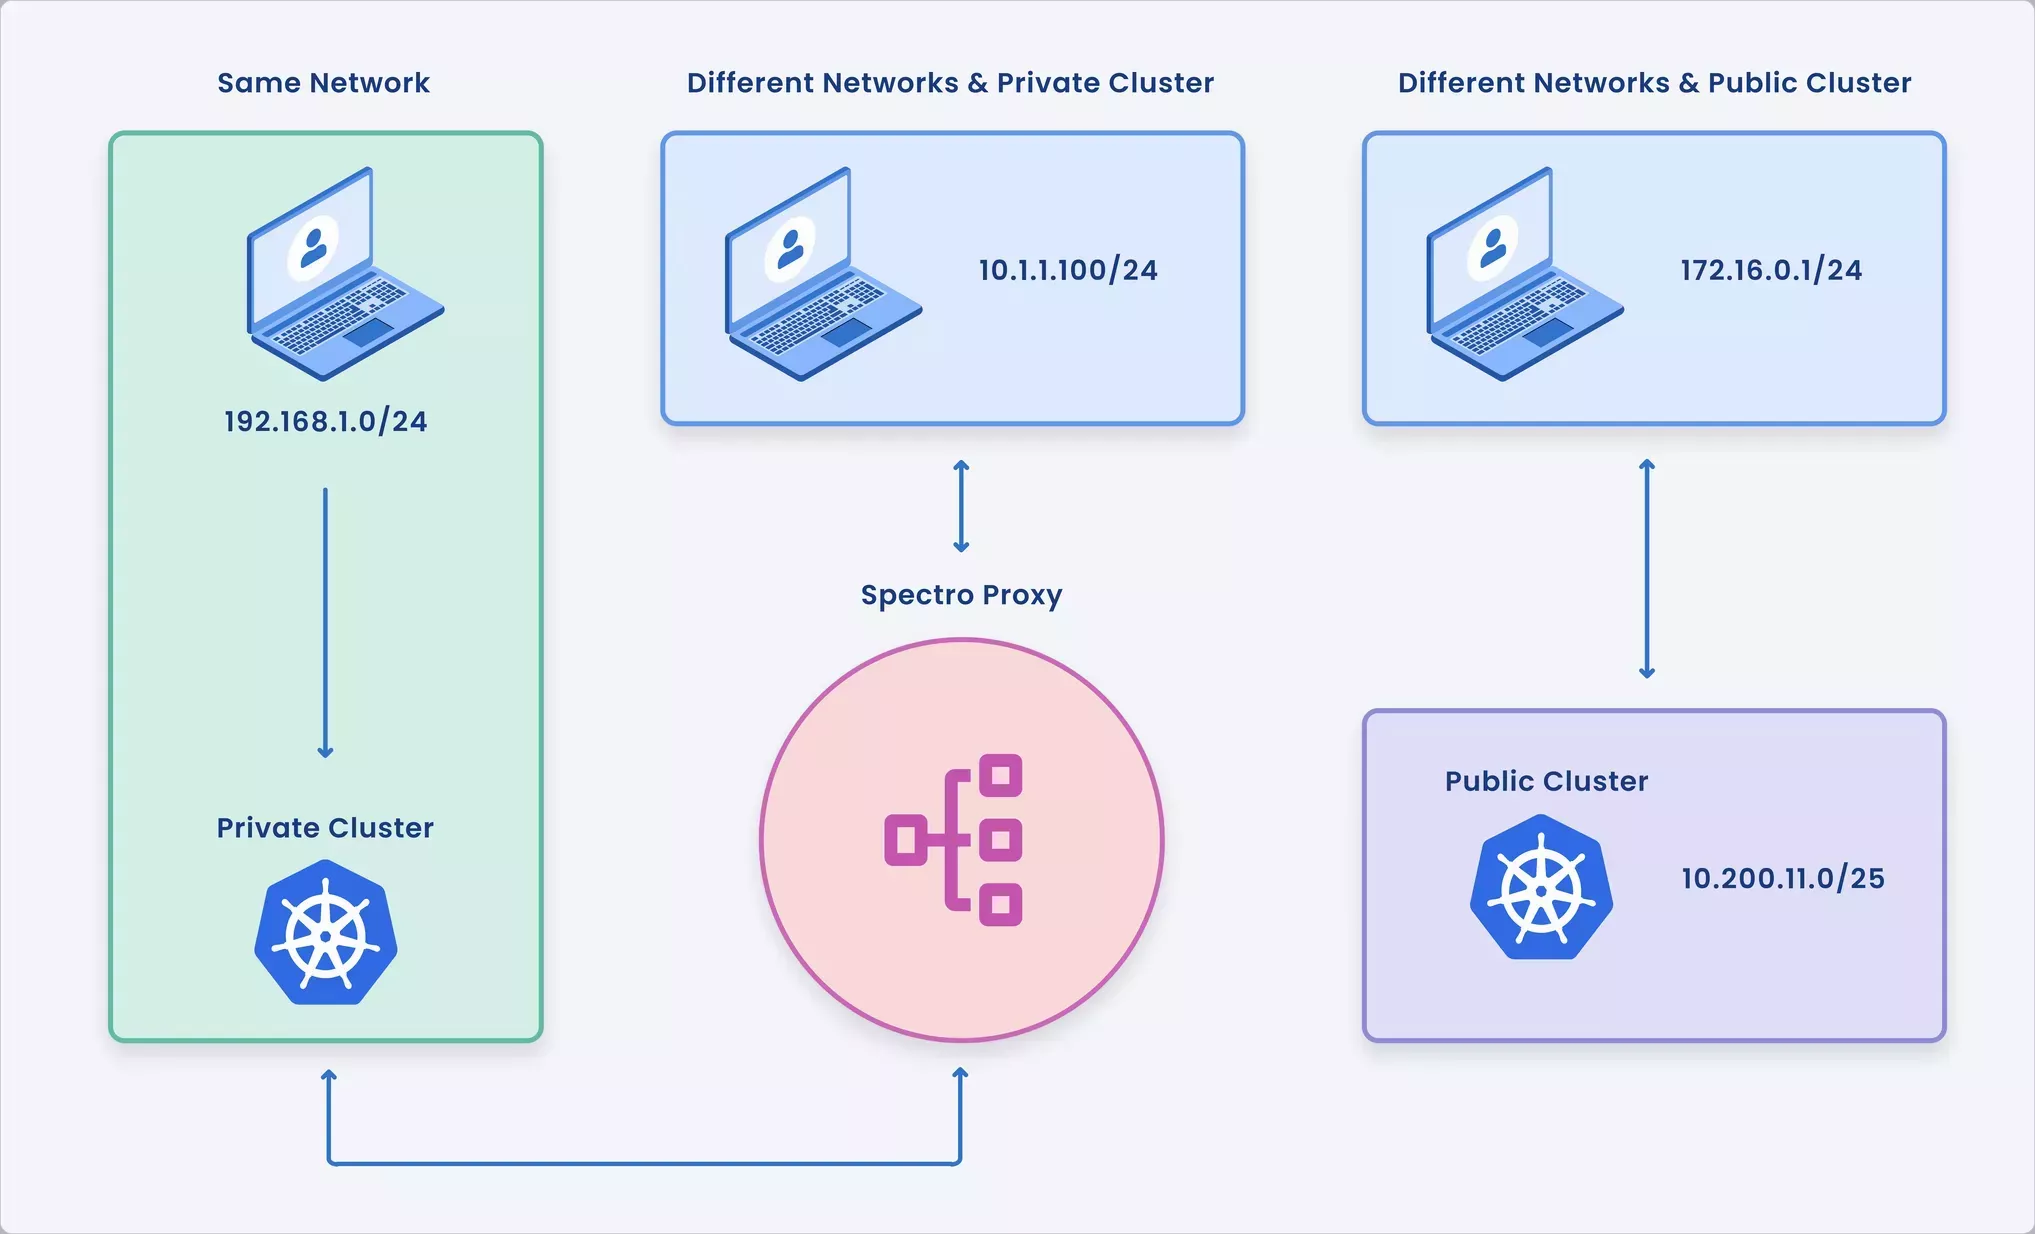 Same Network
192.168.1.0/24
Private Cluster
Different Networks & Private Cluster
10.1.1.100/24
Spectro Proxy
Different Networks & Public Cluster
172.16.0.1/24
Public Cluster
10.200.11.0/25